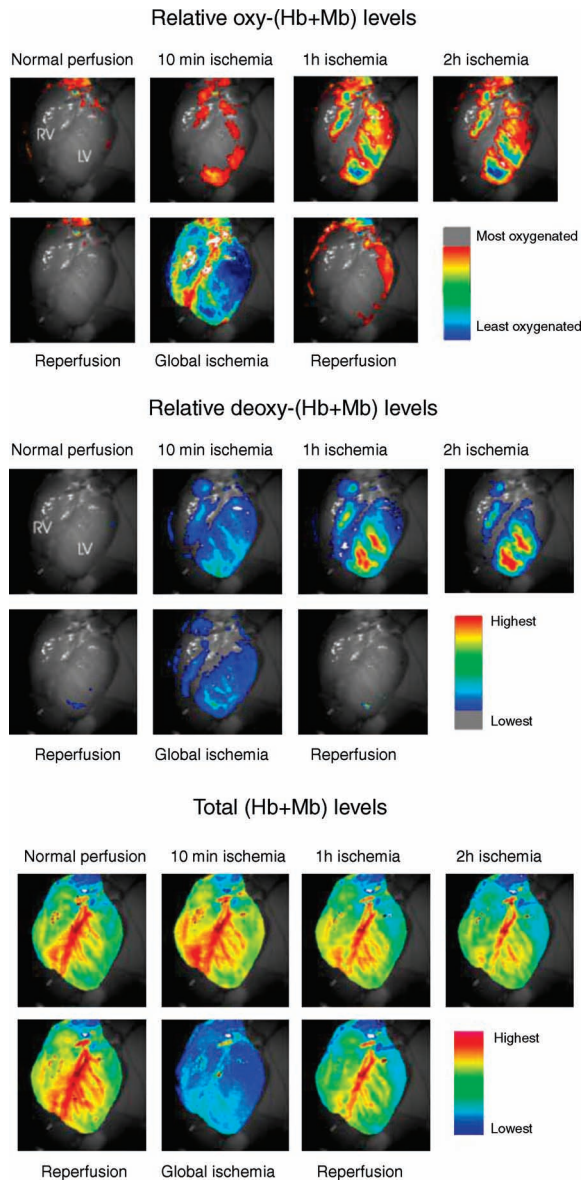 Relative oxy-(Hb+Mb) levels
Normal perfusion 10 min ischemia 1h ischemia 2h ischemia
RV
LV
Most oxygenated
Least oxygenated
Reperfusion Global ischemia Reperfusion
Relative deoxy-(Hb+Mb) levels
Normal perfusion 10 min ischemia 1h ischemia 2h ischemia
RV
LV
Highest
Lowest
Reperfusion Global ischemia Reperfusion
Total (Hb+Mb) levels
Normal perfusion 10 min ischemia 1h ischemia 2h ischemia
Highest
Lowest
Reperfusion Global ischemia Reperfusion